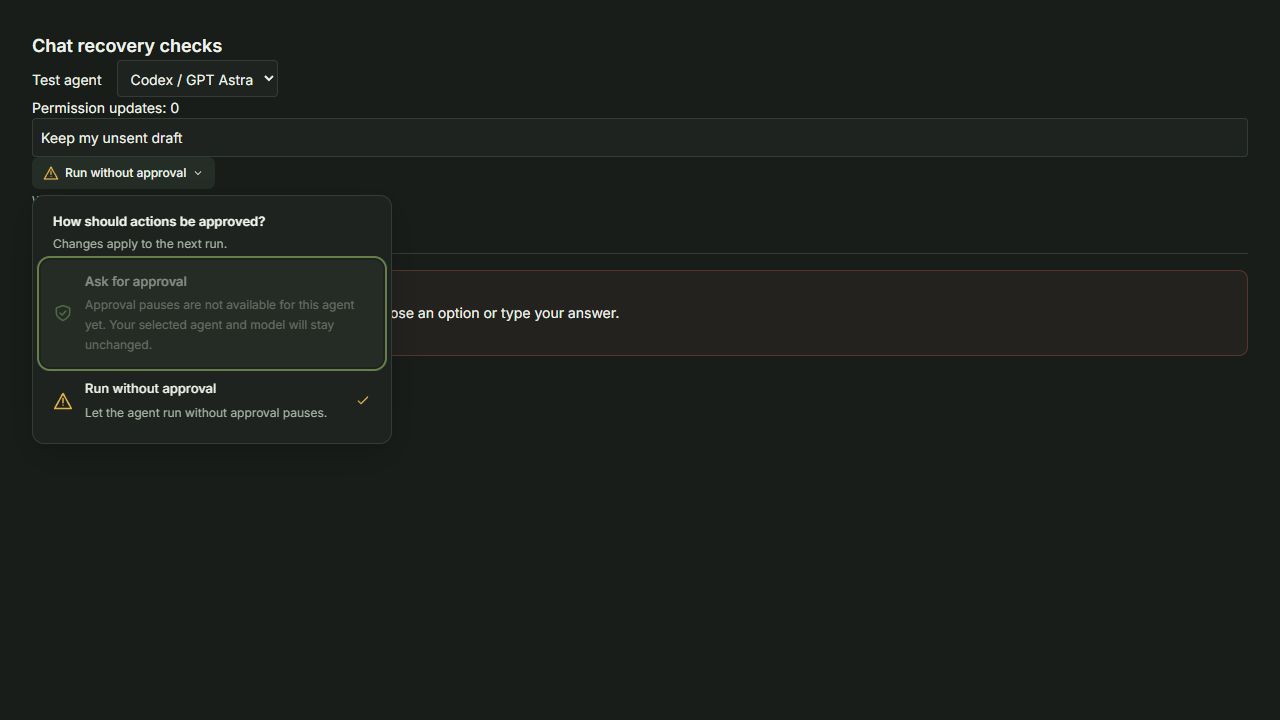 Chat recovery checks
Test agent Codex / GPT Astra
Permission updates: 0
Keep my unsent draft
Run without approval
How should actions be approved?
Changes apply to the next run.
Ask for approval
Approval pauses are not available for this agent
yet. Your selected agent and model will stay
unchanged.
an option or type your answer.
Run without approval
Let the agent run without approval pauses.